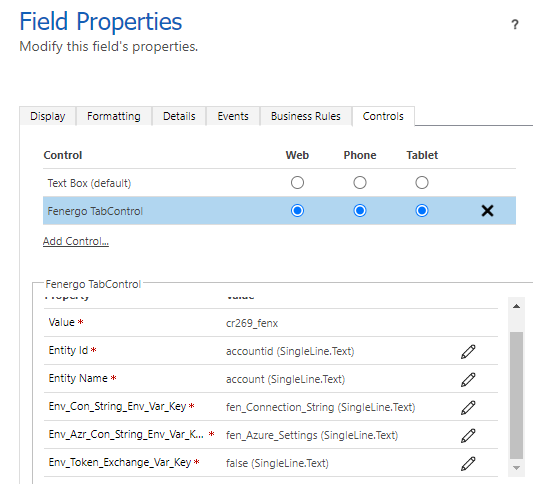 Field Properties
?
Modify this field's properties.
Display Formatting Details Events Business Rules Controls
Control Web Phone Tablet
Text Box (default)
Fenergo TabControl
Add Control...
Fenergo TabControl
Property Value
Value * cr269_fenx
Entity Id * accountid (SingleLine.Text)
Entity Name * account (SingleLine.Text)
Env_Con_String_Env_Var_Key * fen_Connection_String (SingleLine.Text)
Env_Azr_Con_String_Env_Var_K... * fen_Azure_Settings (SingleLine.Text)
Env_Token_Exchange_Var_Key * false (SingleLine.Text)